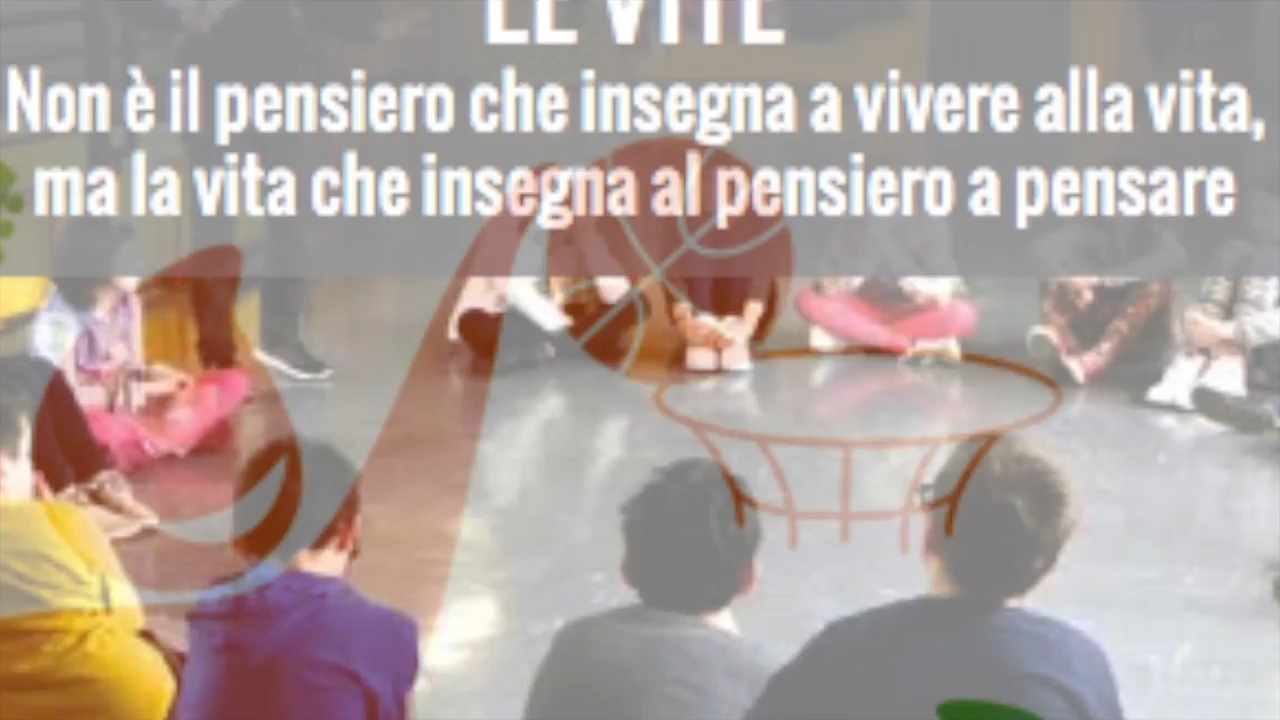 LE VITE
Non è il pensiero che insegna a vivere alla vita,
ma la vita che insegna al pensiero a pensare